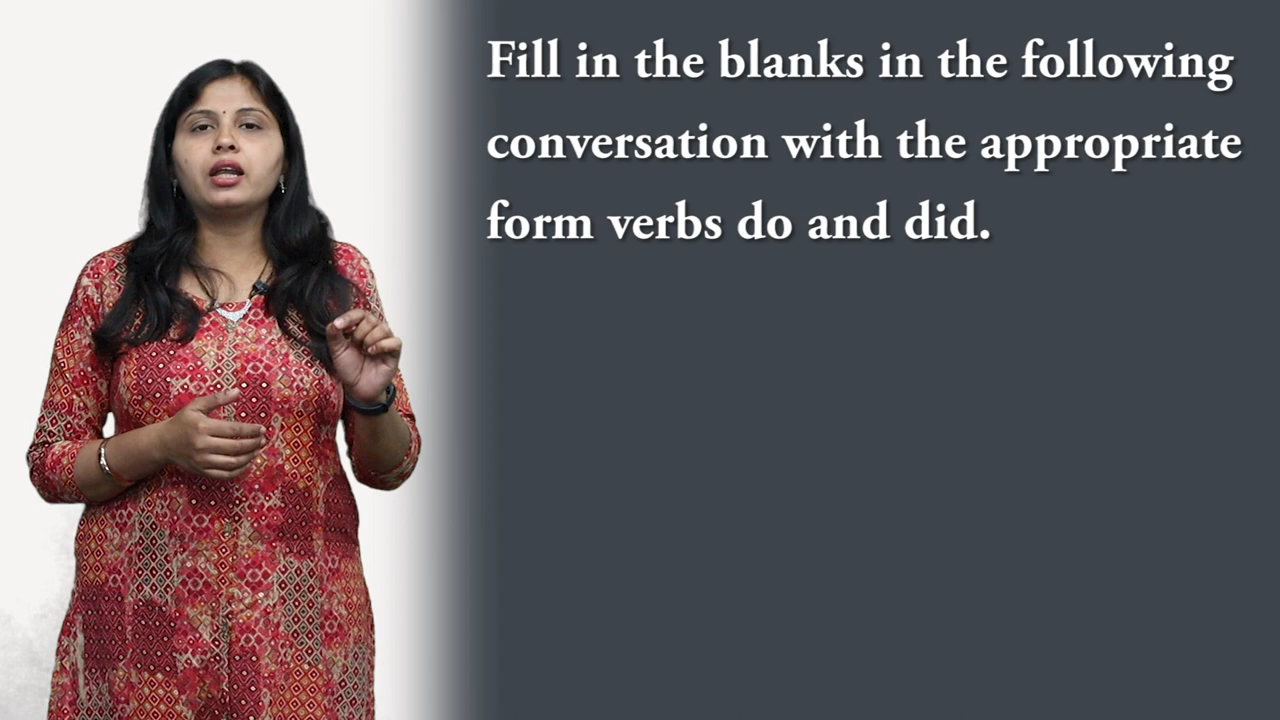 Fill in the blanks in the following
conversation with the appropriate
form verbs do and did.